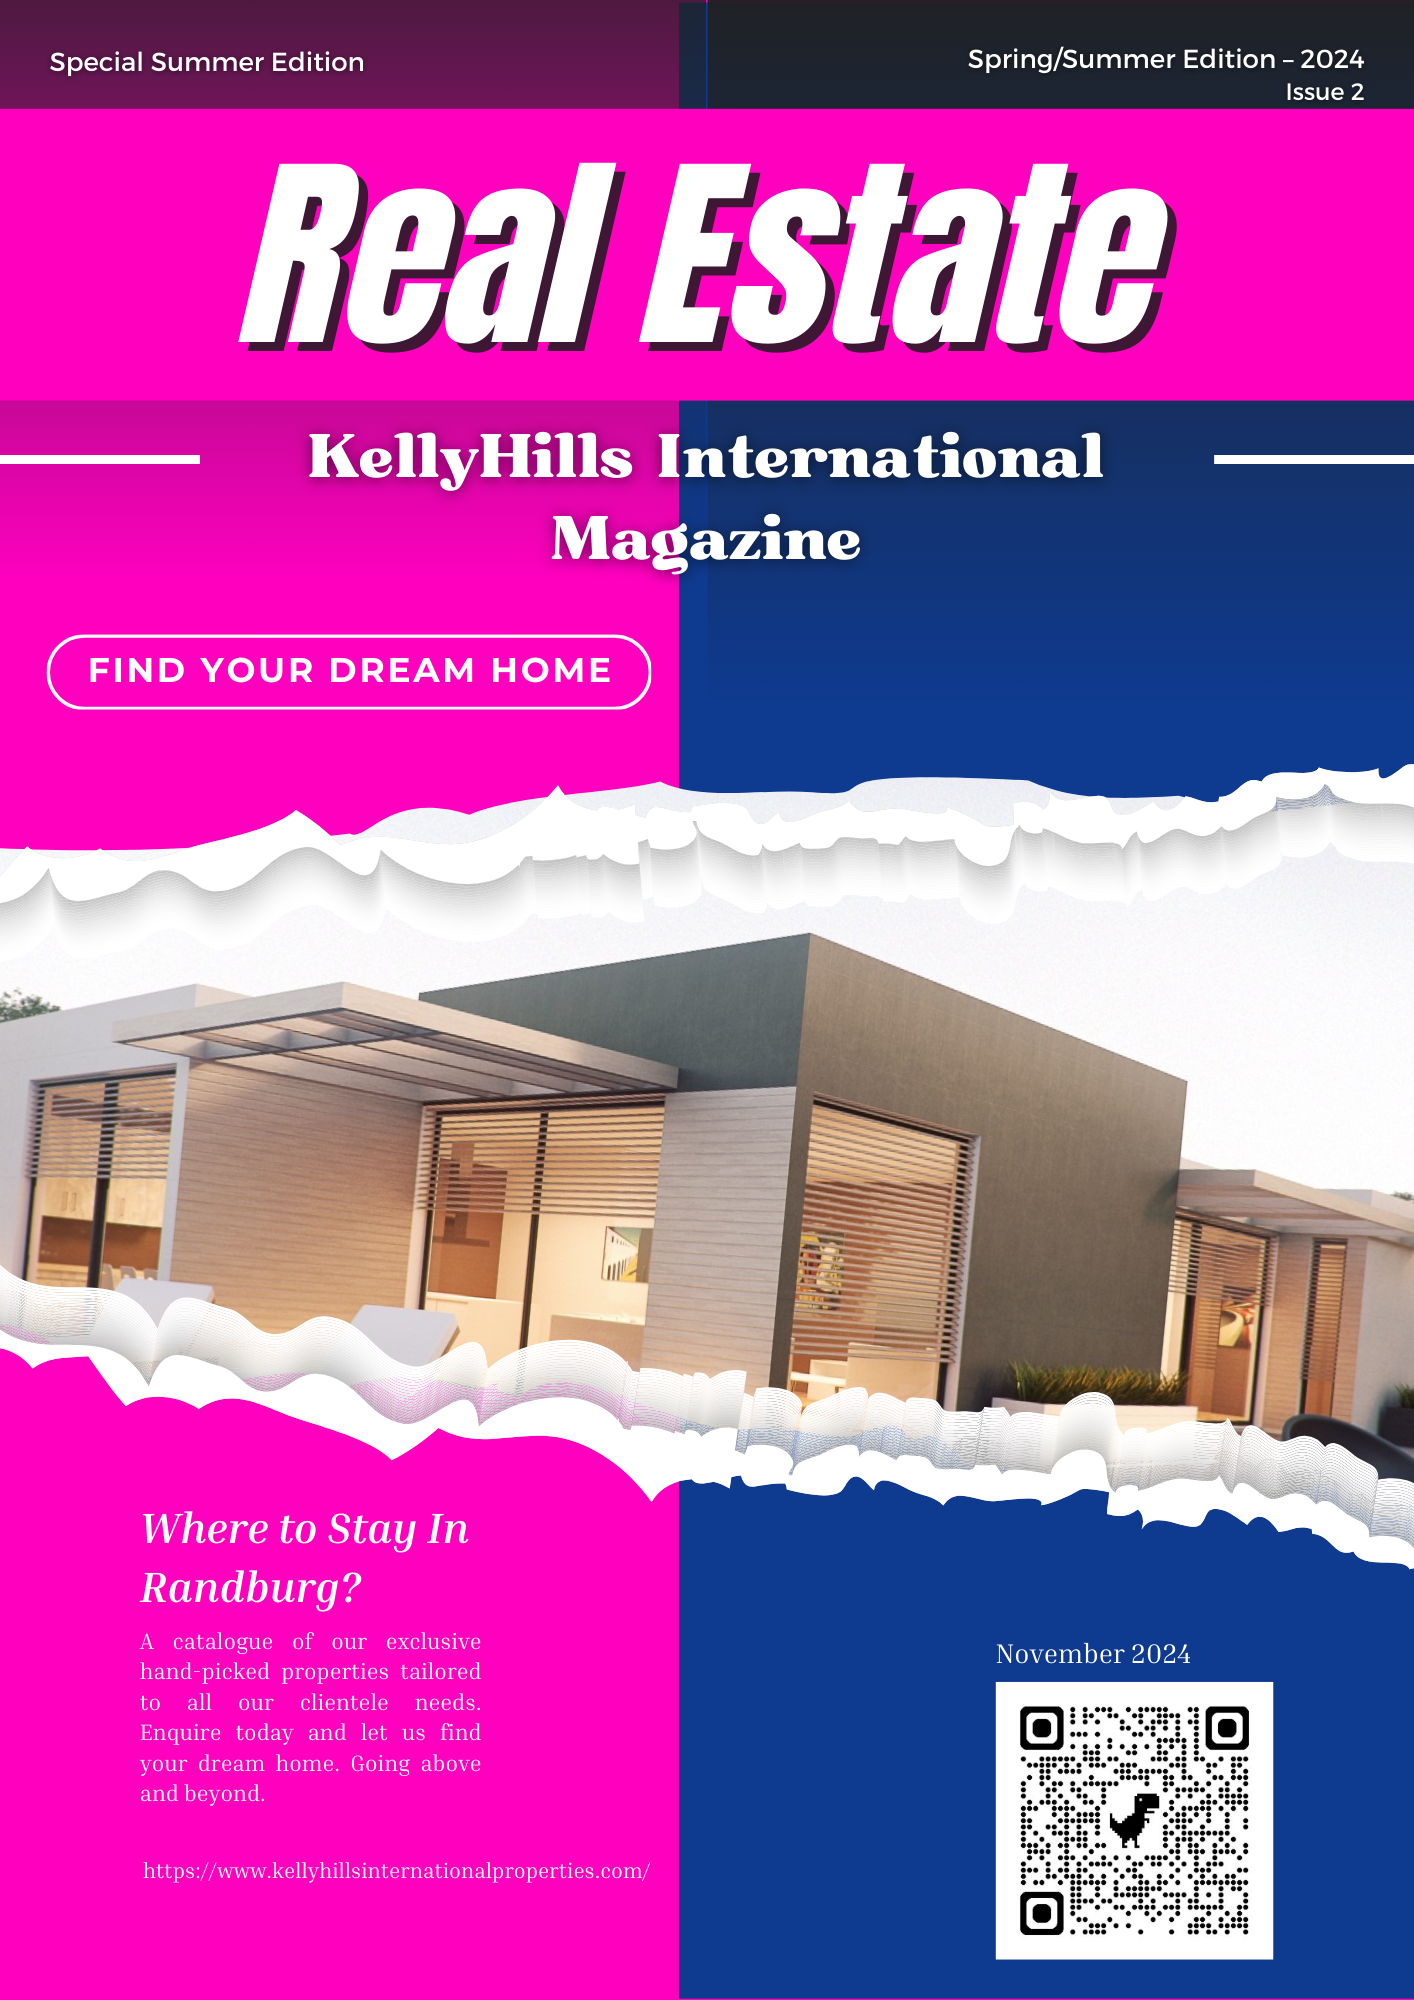 Special Summer Edition
Spring/Summer Edition – 2024
Issue 2
Real Estate
KellyHills International
Magazine
FIND YOUR DREAM HOME
Where to Stay In
Randburg?
A catalogue of our exclusive
hand-picked properties tailored
to all our clientele needs.
Enquire today and let us find
your dream home. Going above
and beyond.
https://www.kellyhillsinternationalproperties.com/
November 2024